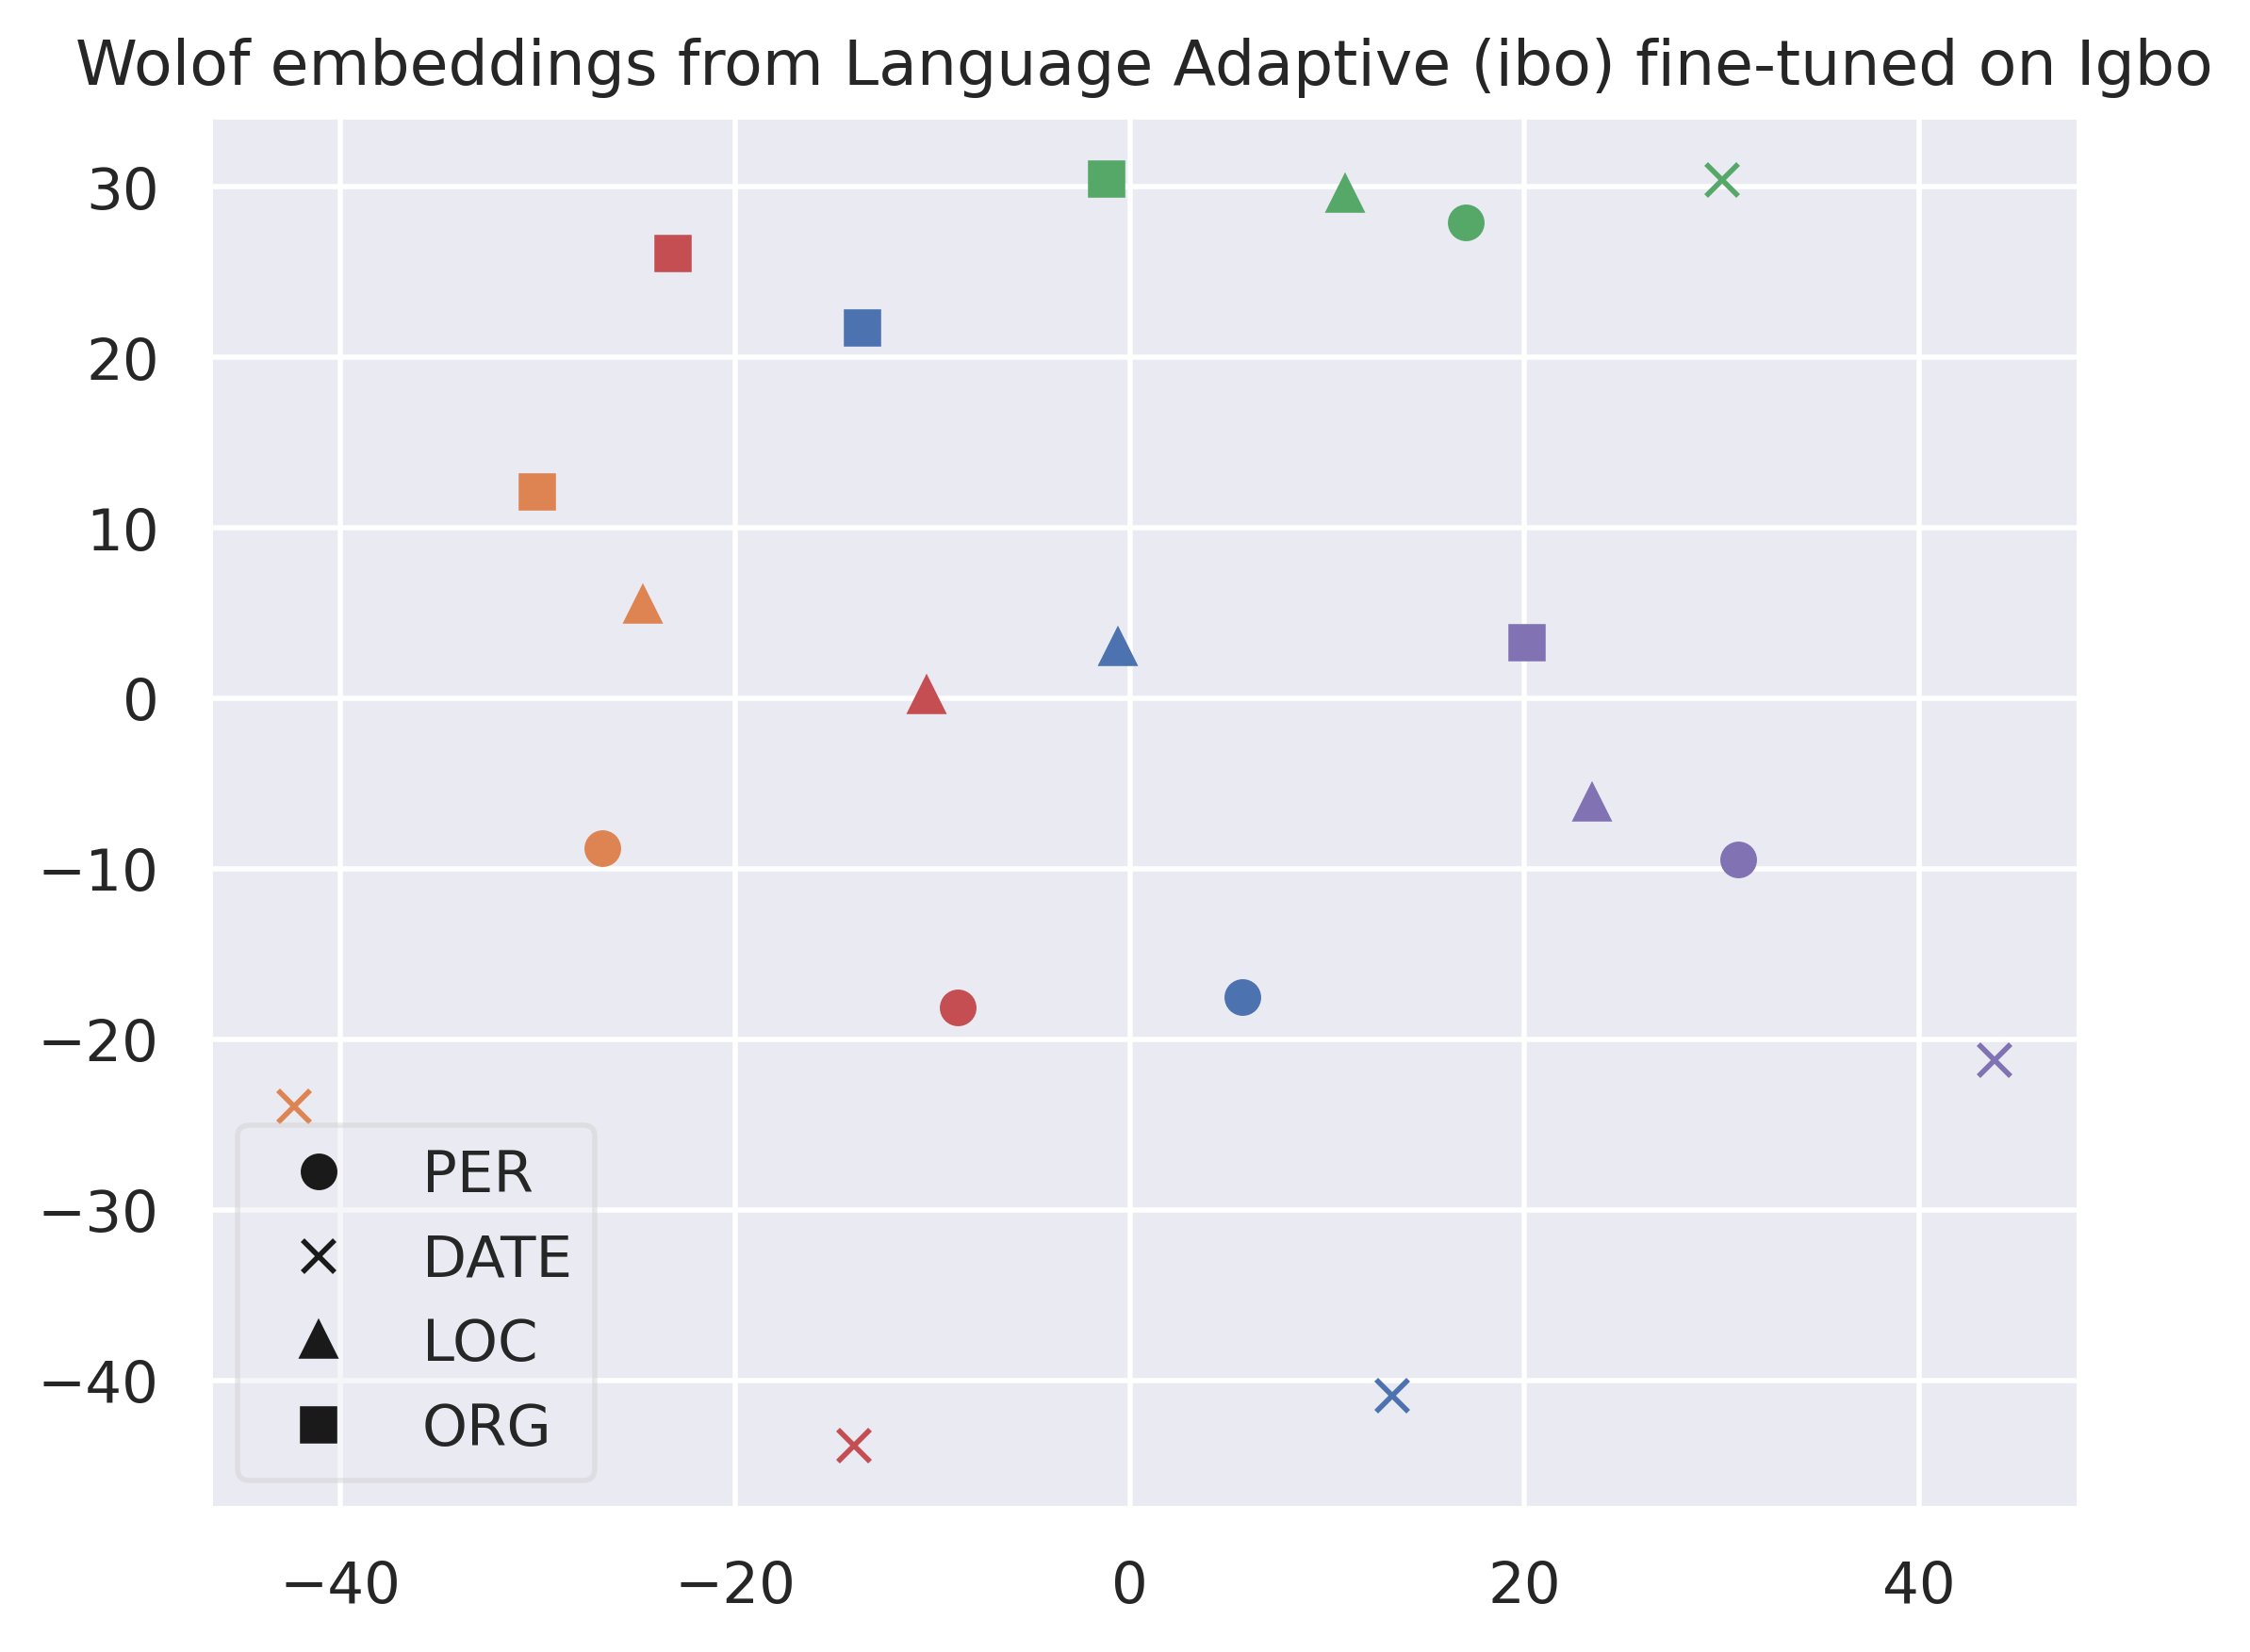 Wolof embeddings from Language Adaptive (ibo) fine-tuned on Igbo
30
20
10
0
−10
−20
−30
−40
PER
DATE
LOC
ORG
−40 −20 0 20 40